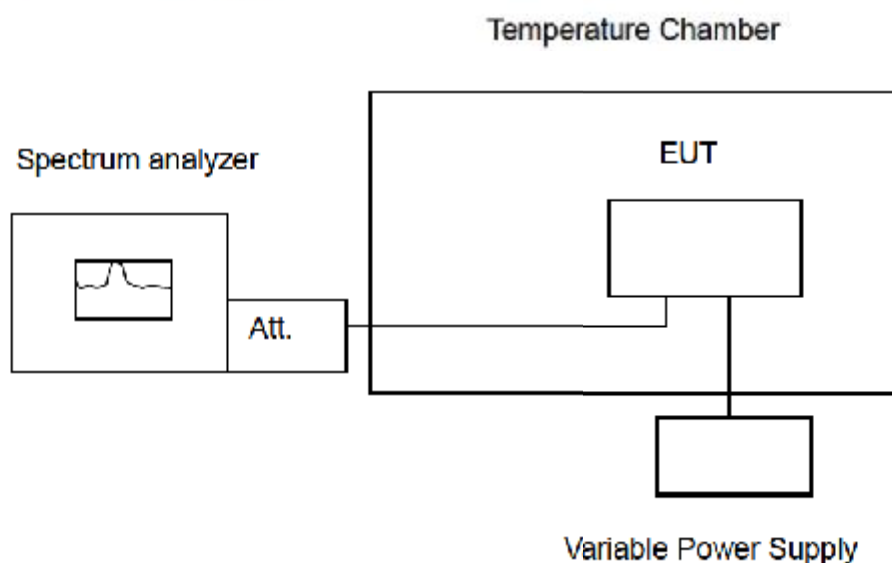 Temperature Chamber
Spectrum analyzer
EUT
Att.
Variable Power Supply